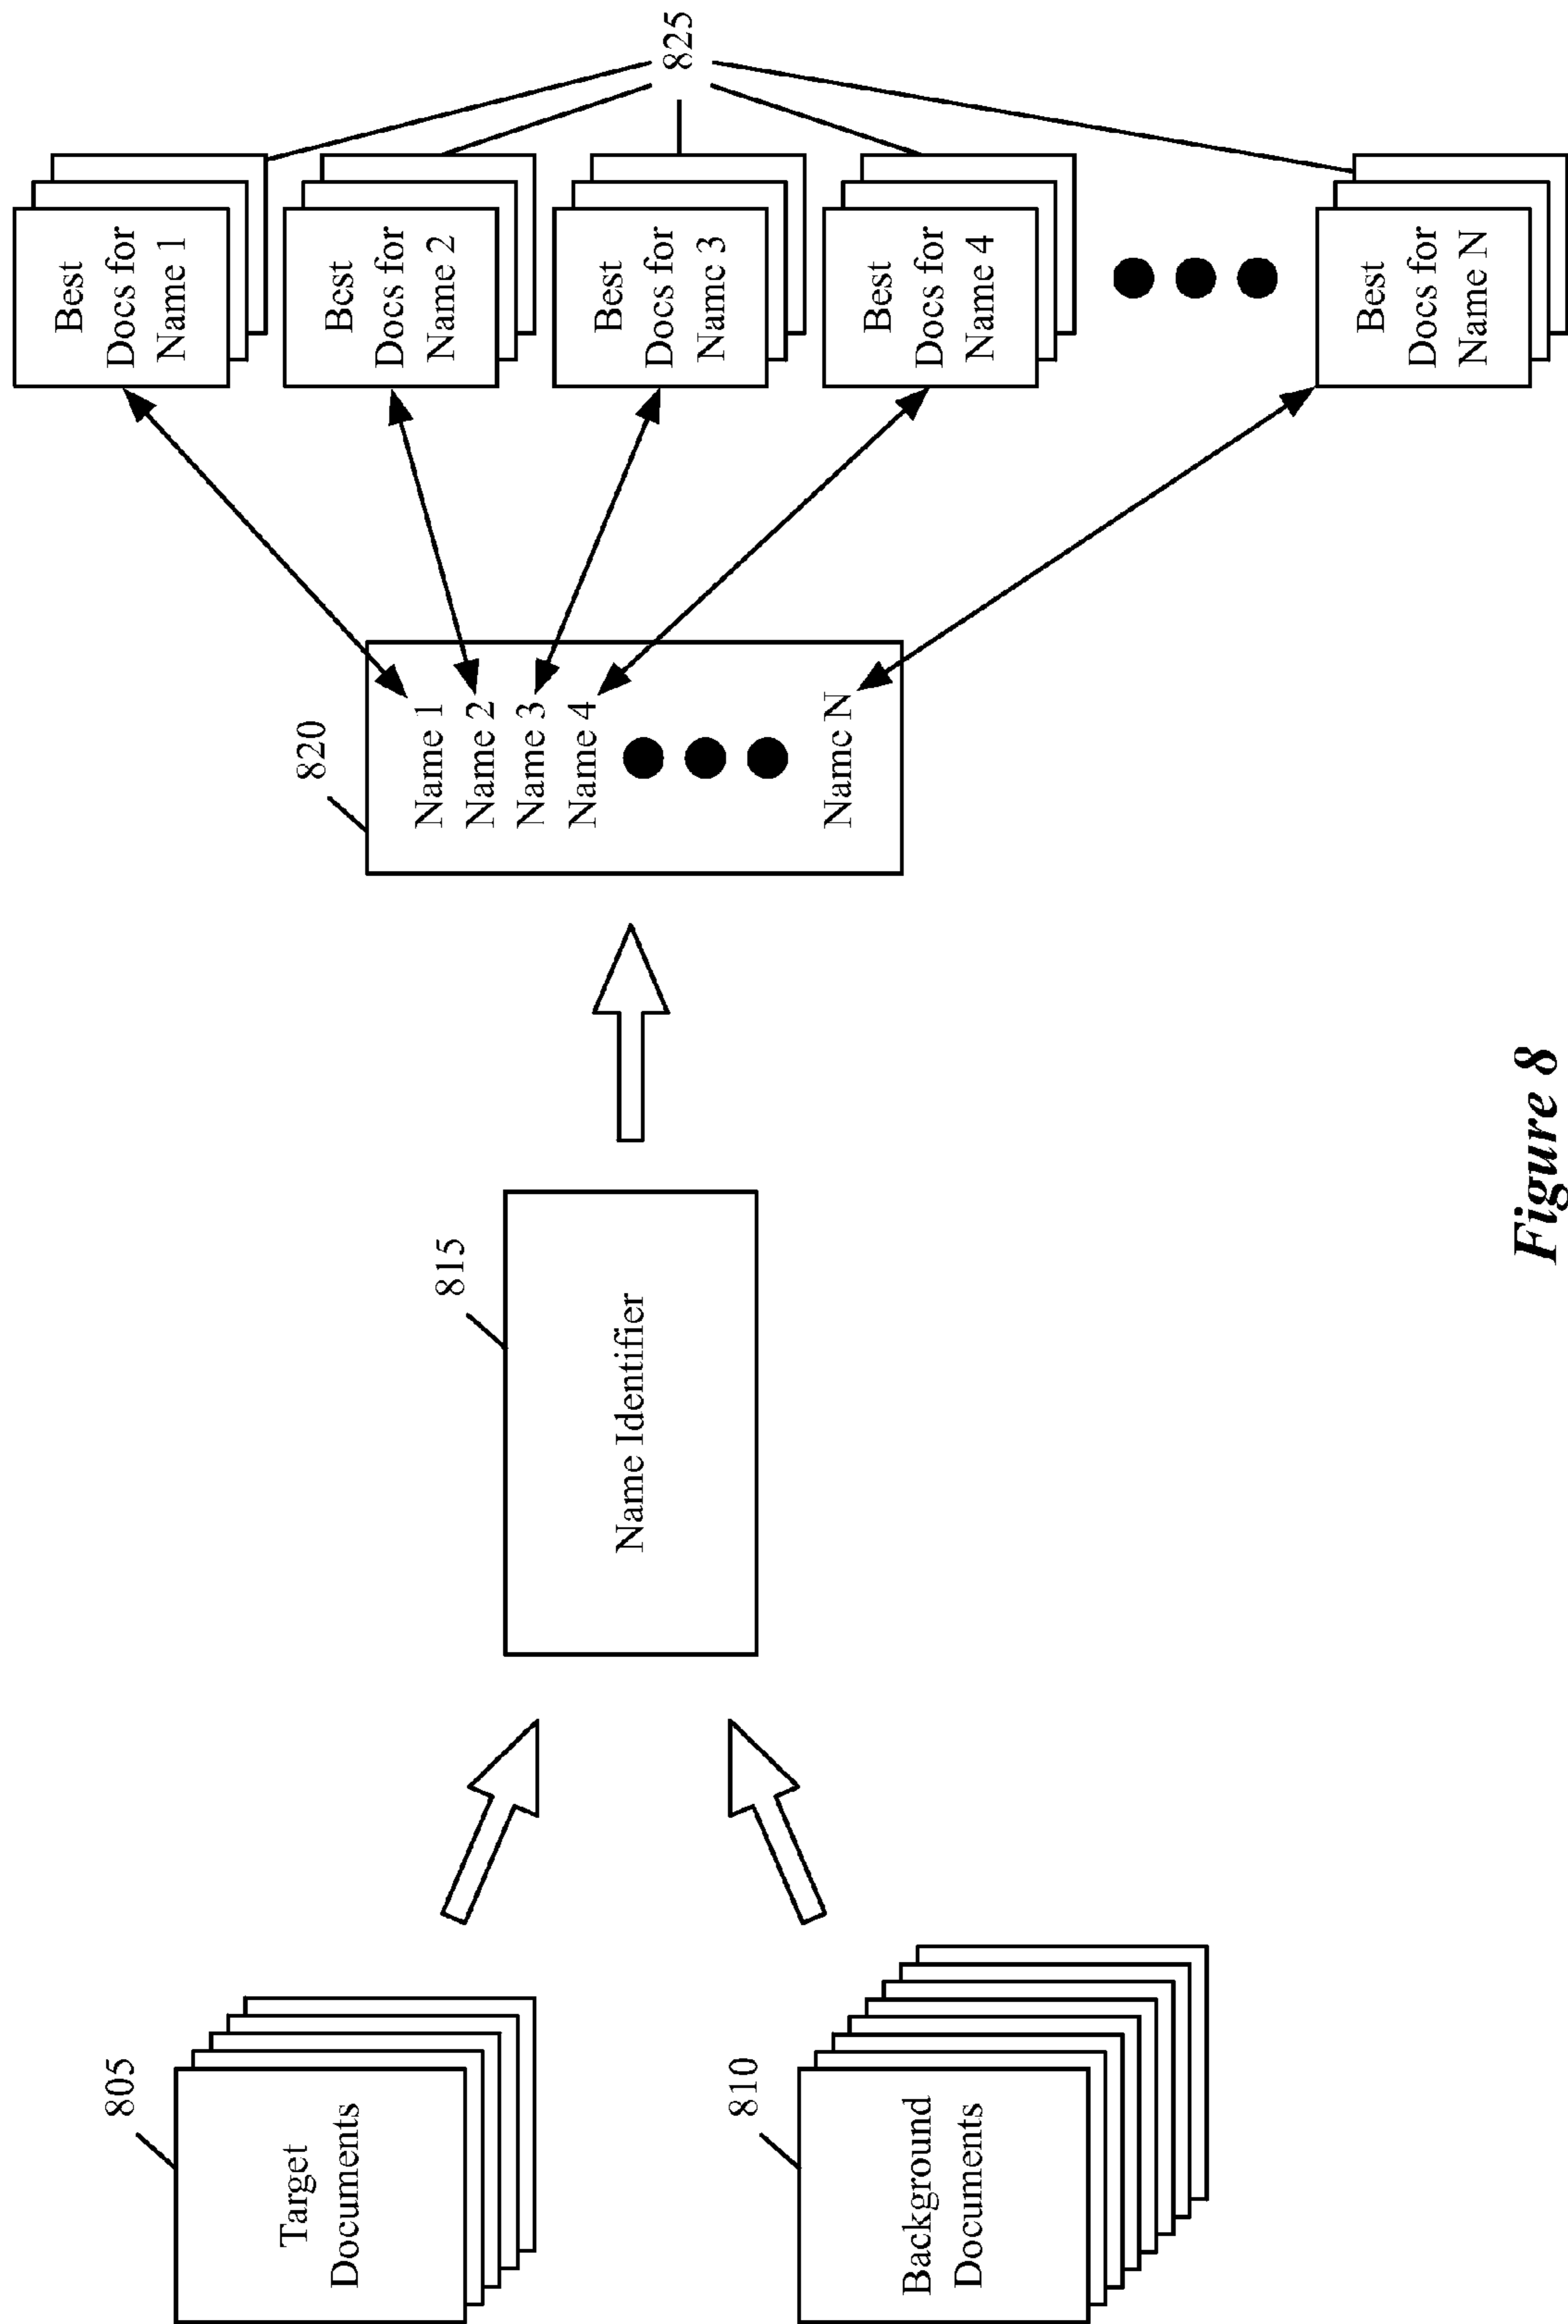 805
Target
Documents
810
Background
Documents
815
Name Identifier
820
Name 1
Name 2
Name 3
Name 4
Name N
Best
Docs for
Name 1
Best
Docs for
Name 2
Best
Docs for
Name 3
Best
Docs for
Name 4
Best
Docs for
Name N
825
Figure 8